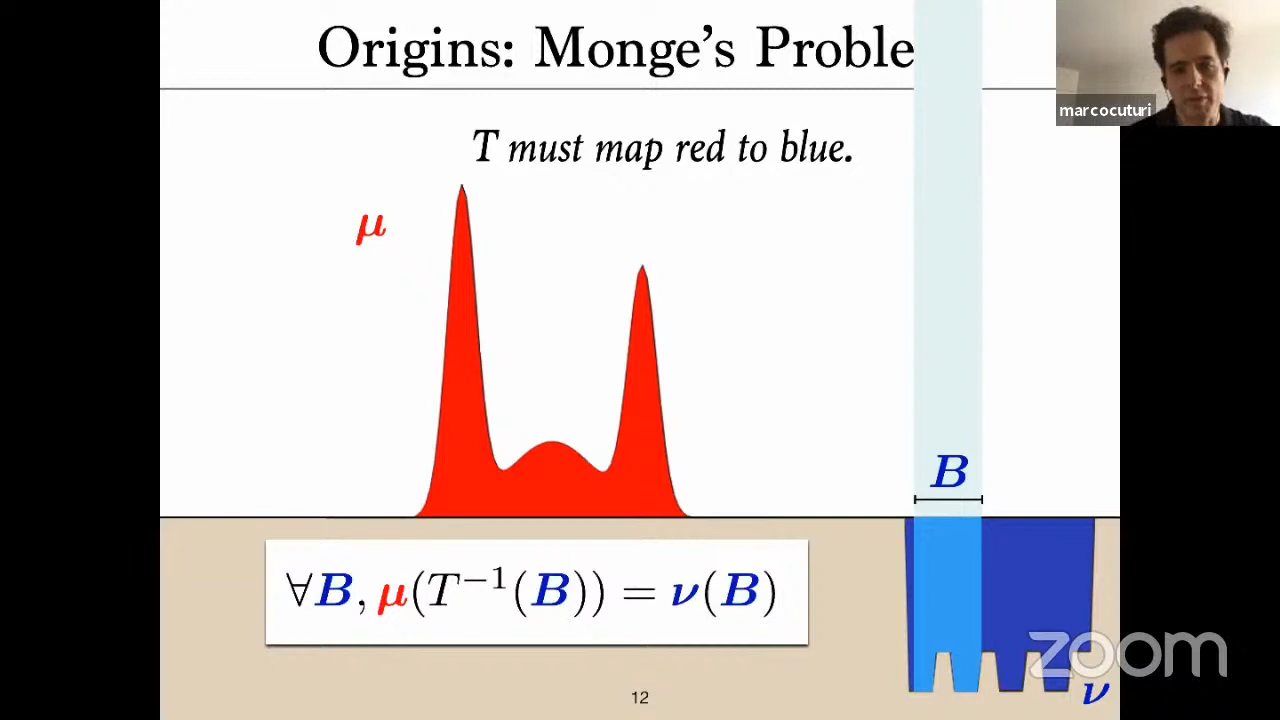 Origins: Monge's Proble
marcocuturi
T must map red to blue.
μ
B
∀B, μ(T⁻¹(B)) = ν(B)
zoom
ν
12